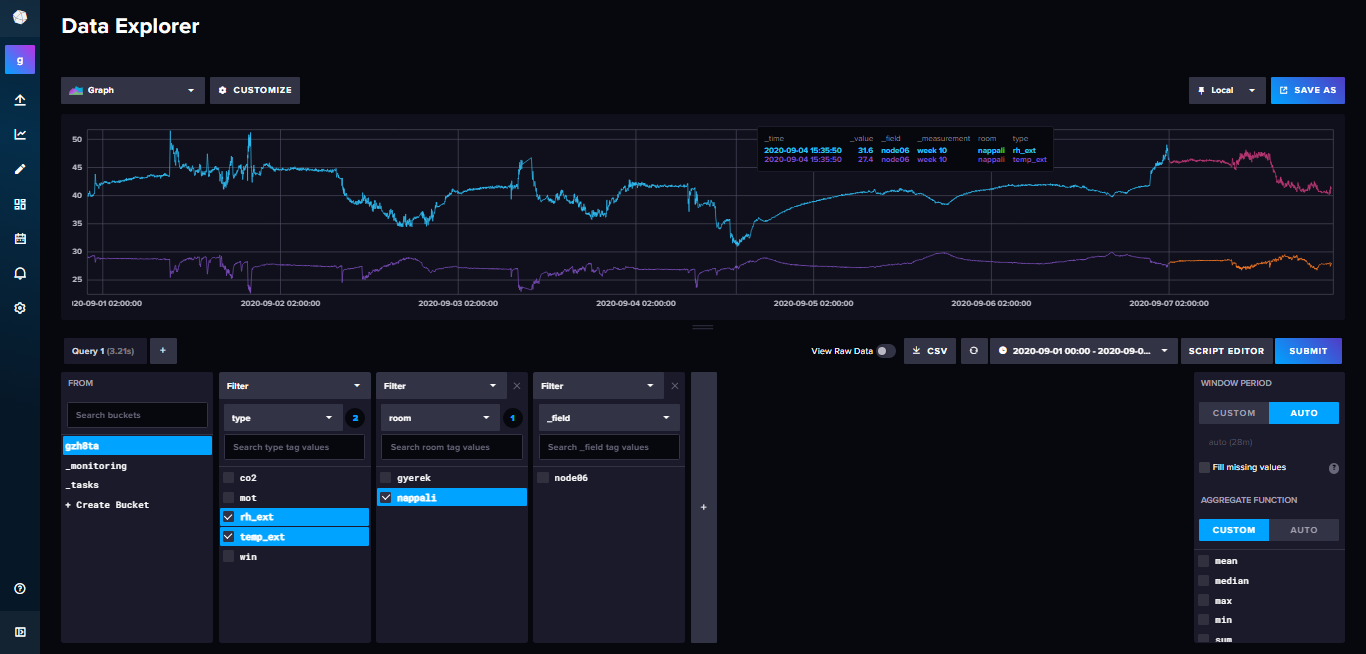 Data Explorer
g
Graph
CUSTOMIZE
Local
SAVE AS
50
45
40
35
30
25
_time _value _field _measurement room type
2020-09-04 15:35:50 31.6 node06 week 10 nappali rh_ext
2020-09-04 15:35:50 27.4 node06 week 10 nappali temp_ext
2020-09-01 02:00:00 2020-09-02 02:00:00 2020-09-03 02:00:00 2020-09-04 02:00:00 2020-09-05 02:00:00 2020-09-06 02:00:00 2020-09-07 02:00:00
Query 1 (3.21s)
+
View Raw Data
CSV
2020-09-01 00:00 - 2020-09-0...
SCRIPT EDITOR
SUBMIT
FROM
Search buckets
gzh8ta
_monitoring
_tasks
+ Create Bucket
Filter
type
2
Search type tag values
co2
mot
rh_ext
temp_ext
win
Filter
room
1
Search room tag values
gyerek
nappali
Filter
_field
Search _field tag values
node06
+
WINDOW PERIOD
CUSTOM
AUTO
auto (28m)
Fill missing values
?
AGGREGATE FUNCTION
CUSTOM
AUTO
mean
median
max
min
sum